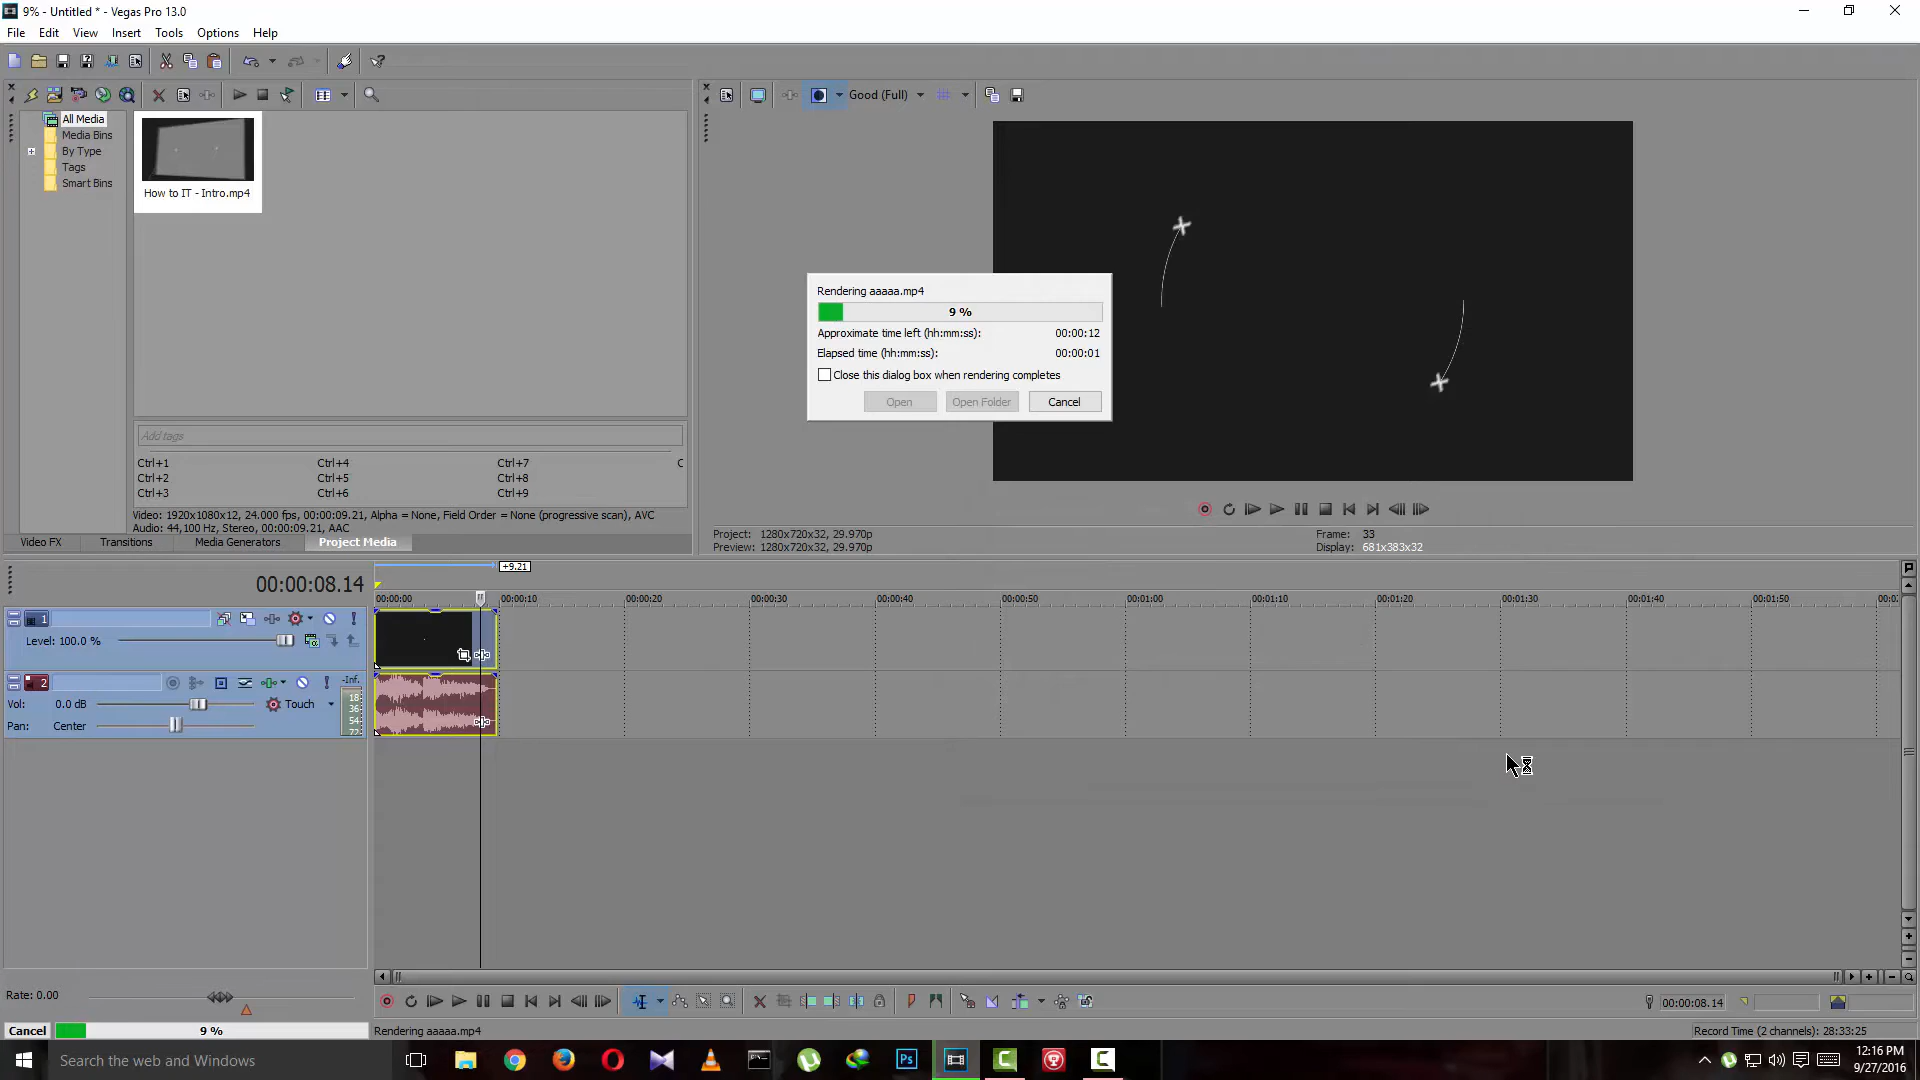 9% - Untitled * - Vegas Pro 13.0
File Edit View Insert Tools Options Help
Good (Full)
All Media
Media Bins
By Type
Tags
Smart Bins
How to IT - Intro.mp4
Rendering aaaaa.mp4
9 %
Approximate time left (hh:mm:ss): 00:00:12
Elapsed time (hh:mm:ss): 00:00:01
Close this dialog box when rendering completes
Open Open Folder Cancel
Add tags
Ctrl+1 Ctrl+4 Ctrl+7 C
Ctrl+2 Ctrl+5 Ctrl+8
Ctrl+3 Ctrl+6 Ctrl+9
Video: 1920x1080x12, 24.000 fps, 00:00:09.21, Alpha = None, Field Order = None (progressive scan), AVC
Audio: 44,100 Hz, Stereo, 00:00:09.21, AAC
Video FX Transitions Media Generators Project Media
Project: 1280x720x32, 29.970p
Preview: 1280x720x32, 29.970p
Frame: 33
Display: 681x383x32
+9.21
00:00:08.14
00:00:00 00:00:10 00:00:20 00:00:30 00:00:40 00:00:50 00:01:00 00:01:10 00:01:20 00:01:30 00:01:40 00:01:50
1
Level: 100.0 %
2
-Inf.
18
36
54
72
Vol: 0.0 dB Touch
Pan: Center
Rate: 0.00
00:00:08.14
Cancel 9 % Rendering aaaaa.mp4
Record Time (2 channels): 28:33:25
Search the web and Windows
Ps
12:16 PM
9/27/2016